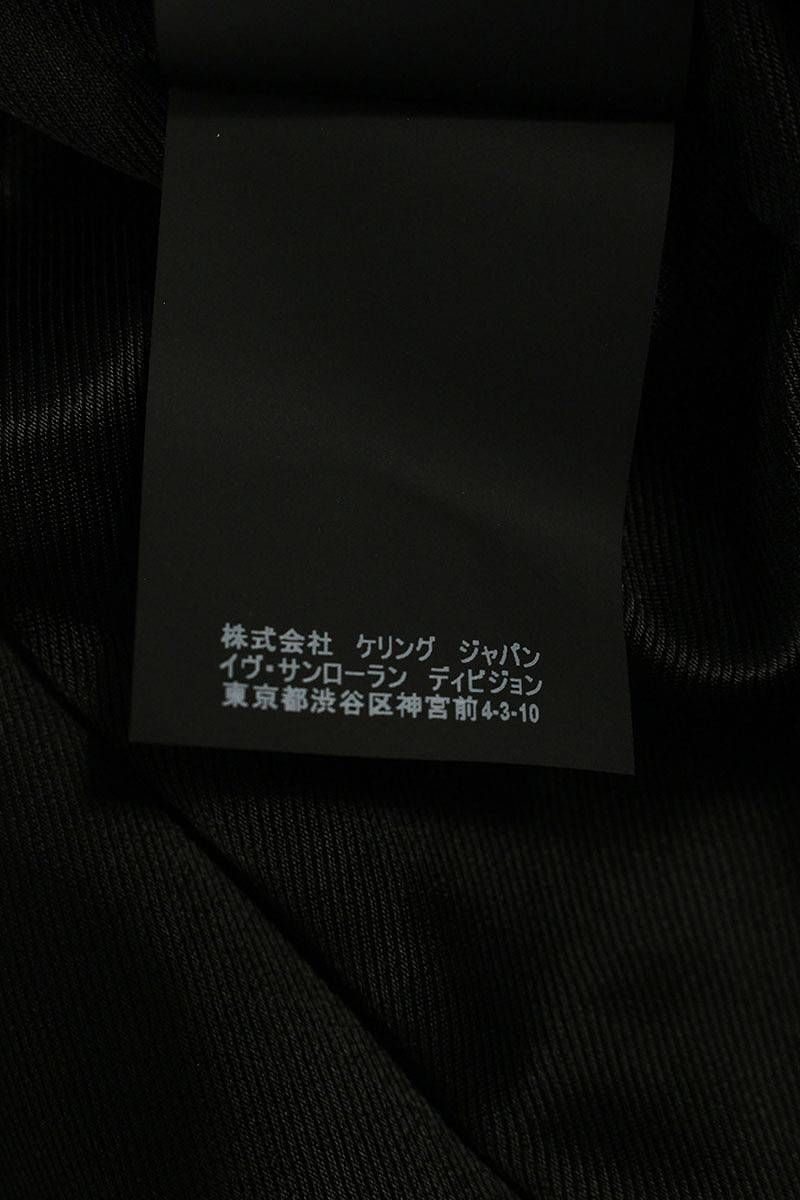 株式会社 ケリング ジャパン
イヴ・サンローラン ディビジョン
東京都渋谷区神宮前4-3-10